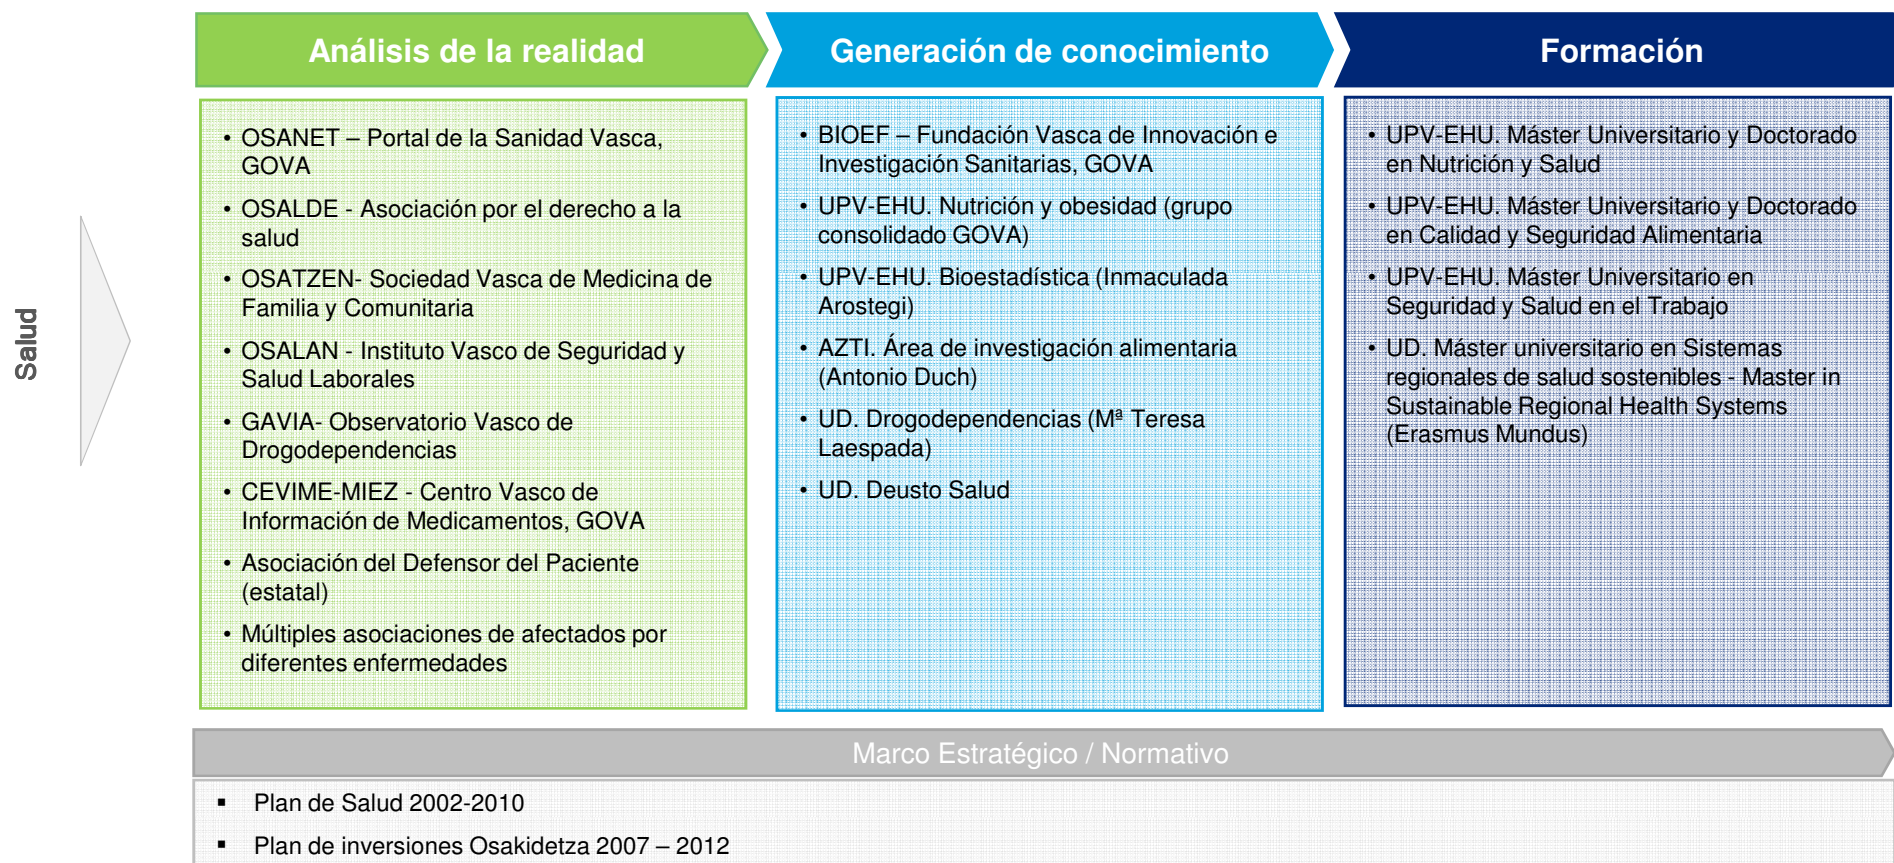 Salud
Análisis de la realidad
• OSANET – Portal de la Sanidad Vasca,
GOVA
• OSALDE - Asociación por el derecho a la
salud
• OSATZEN- Sociedad Vasca de Medicina de
Familia y Comunitaria
• OSALAN - Instituto Vasco de Seguridad y
Salud Laborales
• GAVIA- Observatorio Vasco de
Drogodependencias
• CEVIME-MIEZ - Centro Vasco de
Información de Medicamentos, GOVA
• Asociación del Defensor del Paciente
(estatal)
• Múltiples asociaciones de afectados por
diferentes enfermedades
Generación de conocimiento
• BIOEF – Fundación Vasca de Innovación e
Investigación Sanitarias, GOVA
• UPV-EHU. Nutrición y obesidad (grupo
consolidado GOVA)
• UPV-EHU. Bioestadística (Inmaculada
Arostegi)
• AZTI. Área de investigación alimentaria
(Antonio Duch)
• UD. Drogodependencias (Mª Teresa
Laespada)
• UD. Deusto Salud
Formación
• UPV-EHU. Máster Universitario y Doctorado
en Nutrición y Salud
• UPV-EHU. Máster Universitario y Doctorado
en Calidad y Seguridad Alimentaria
• UPV-EHU. Máster Universitario en
Seguridad y Salud en el Trabajo
• UD. Máster universitario en Sistemas
regionales de salud sostenibles - Master in
Sustainable Regional Health Systems
(Erasmus Mundus)
Marco Estratégico / Normativo
▪ Plan de Salud 2002-2010
▪ Plan de inversiones Osakidetza 2007 – 2012